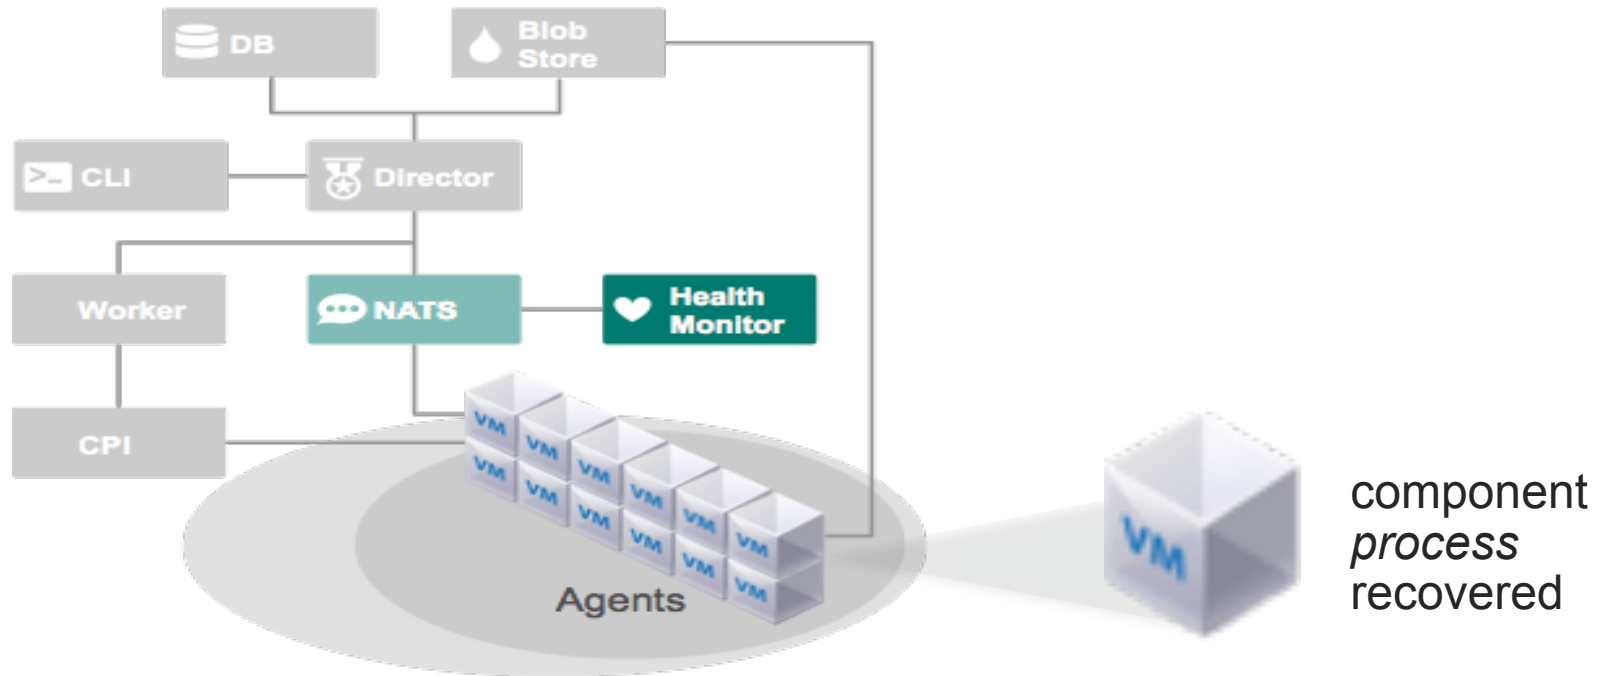 DB
Blob
Store
>_ CLI
Director
Worker
NATS
Health
Monitor
CPI
VM
VM
VM
VM
VM
VM
VM
VM
VM
VM
VM
VM
Agents
VM
component
process
recovered